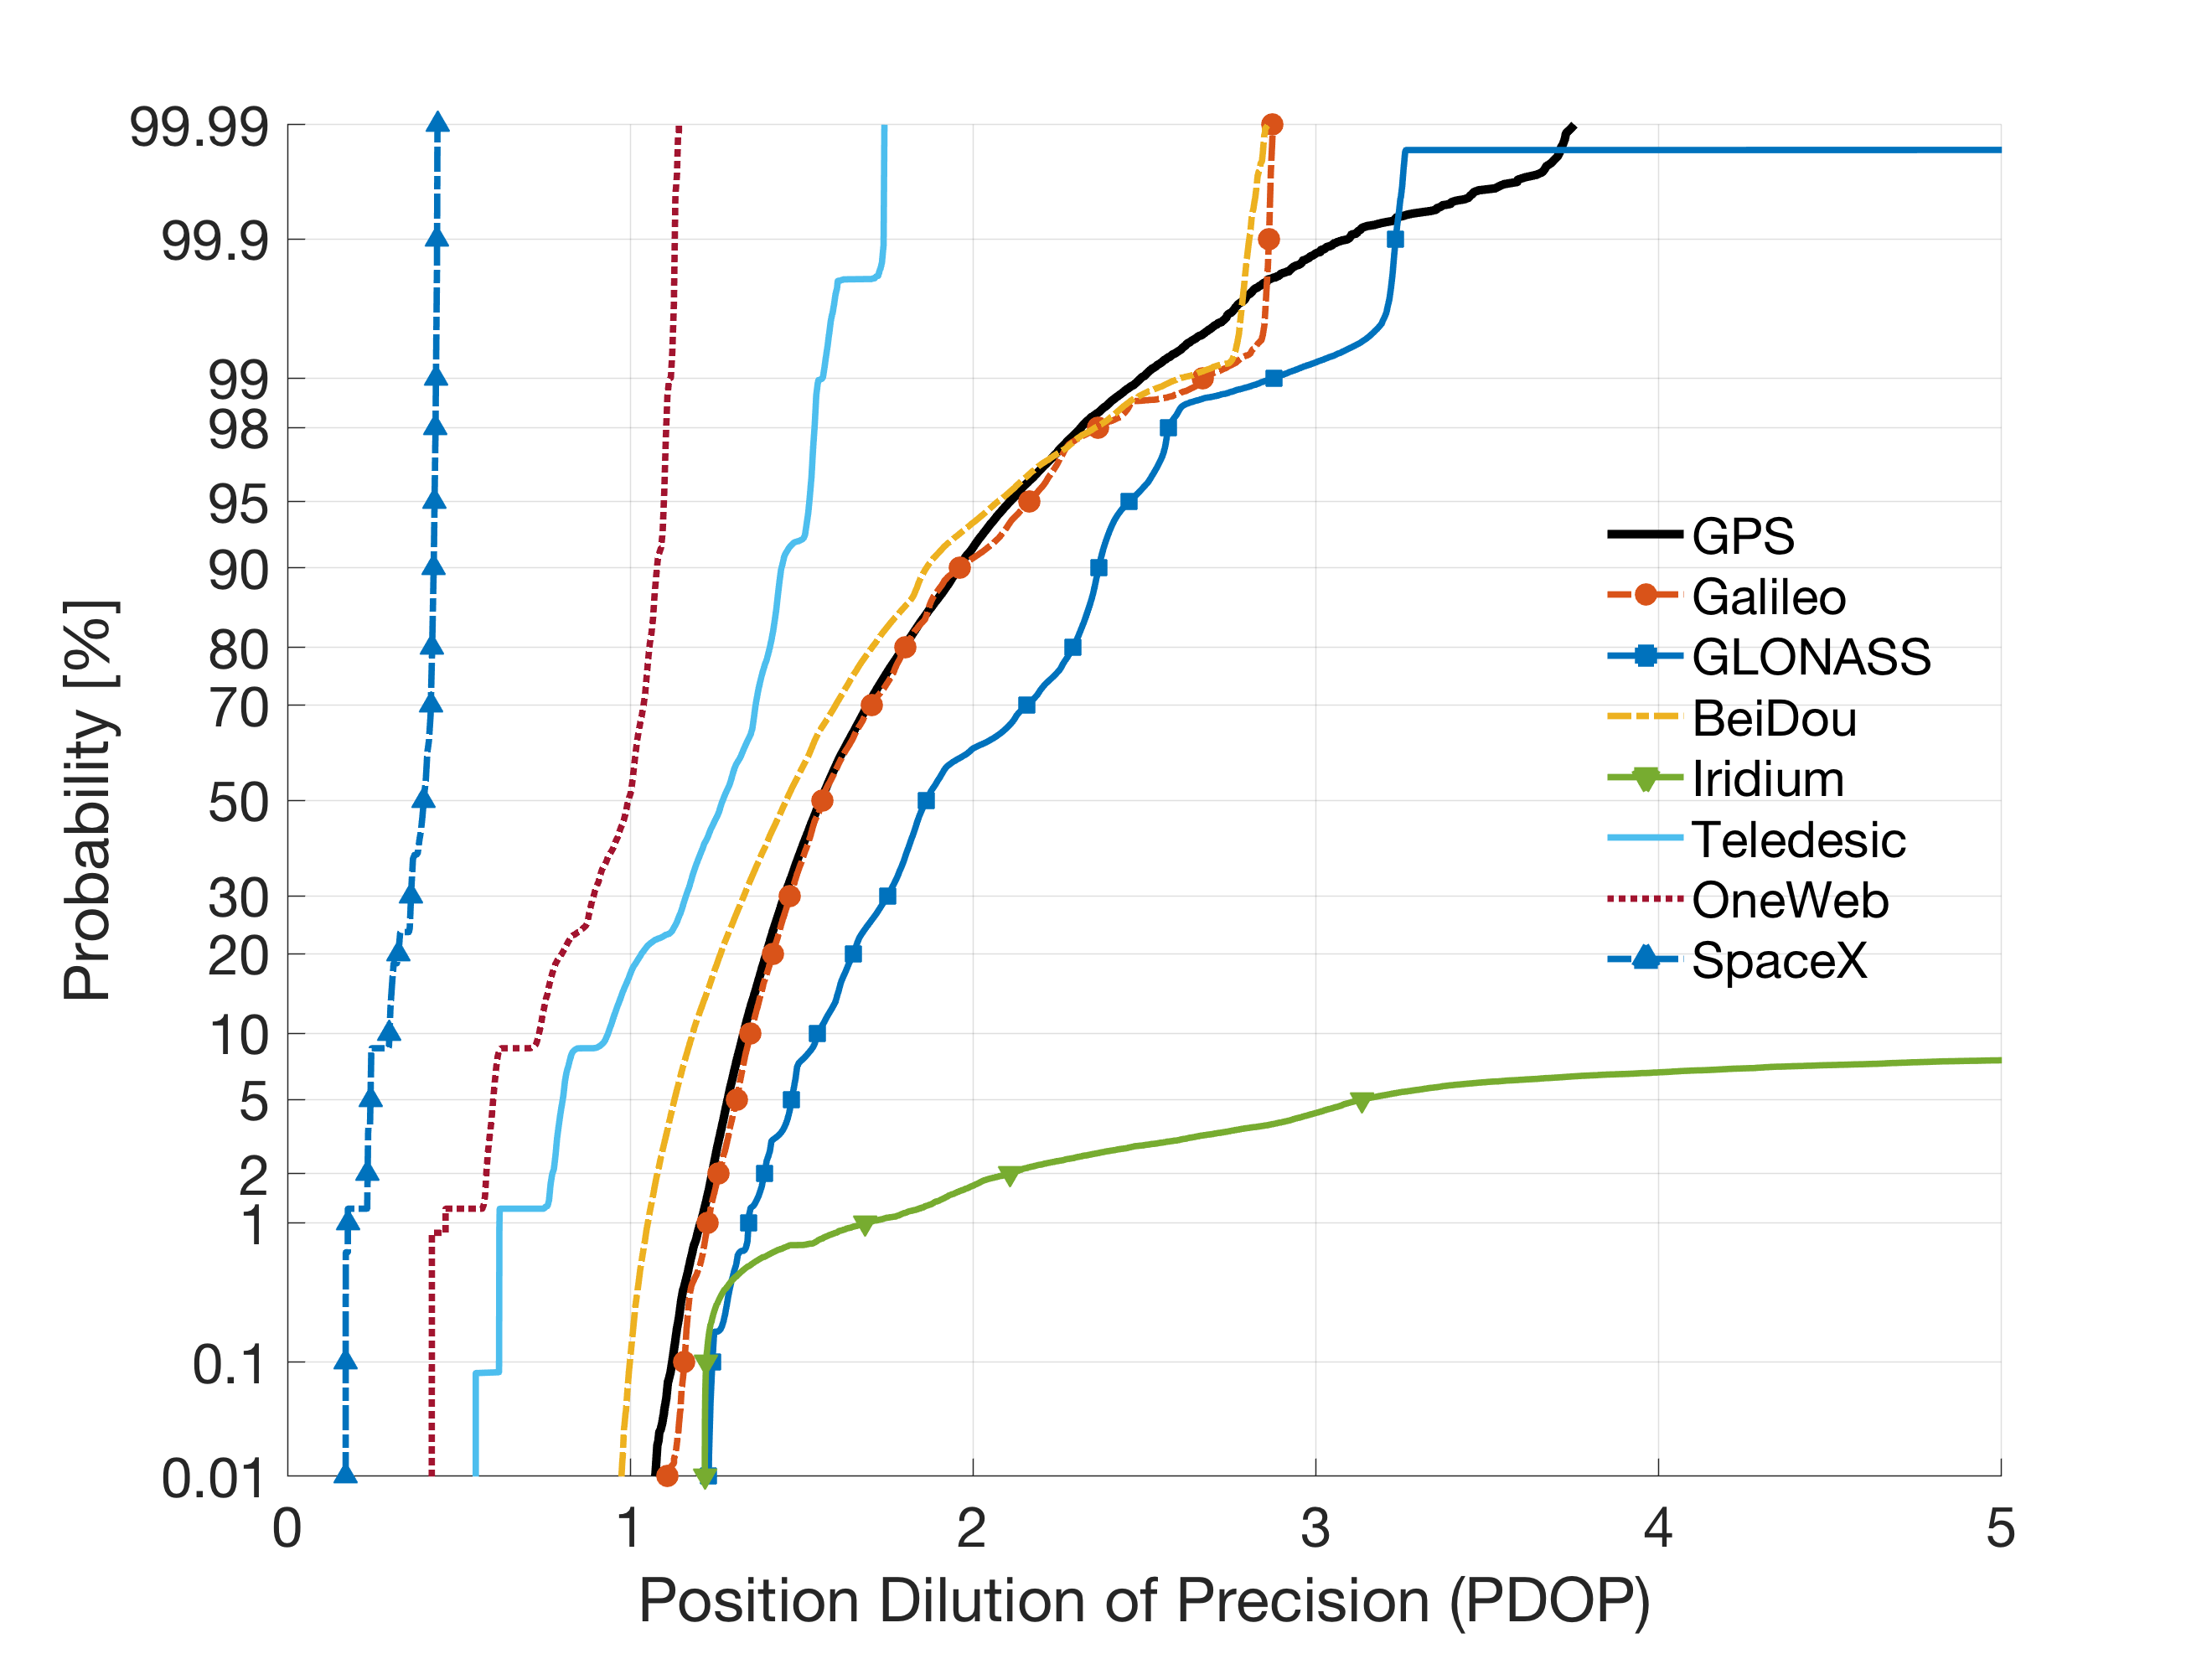 99.99
99.9
99
98
95
90
80
70
50
30
20
10
5
2
1
0.1
0.01
Probability [%]
GPS
Galileo
GLONASS
BeiDou
Iridium
Teledesic
OneWeb
SpaceX
0 1 2 3 4 5
Position Dilution of Precision (PDOP)